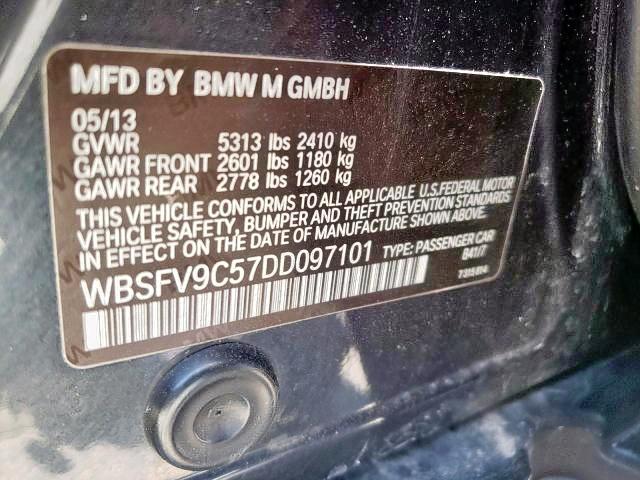 MFD BY BMW M GMBH
05/13
GVWR 5313 lbs 2410 kg
GAWR FRONT 2601 lbs 1180 kg
GAWR REAR 2778 lbs 1260 kg
THIS VEHICLE CONFORMS TO ALL APPLICABLE U.S.FEDERAL MOTOR
VEHICLE SAFETY, BUMPER AND THEFT PREVENTION STANDARDS
IN EFFECT ON THE DATE OF MANUFACTURE SHOWN ABOVE.
WBSFV9C57DD097101 TYPE: PASSENGER CAR
B41/7